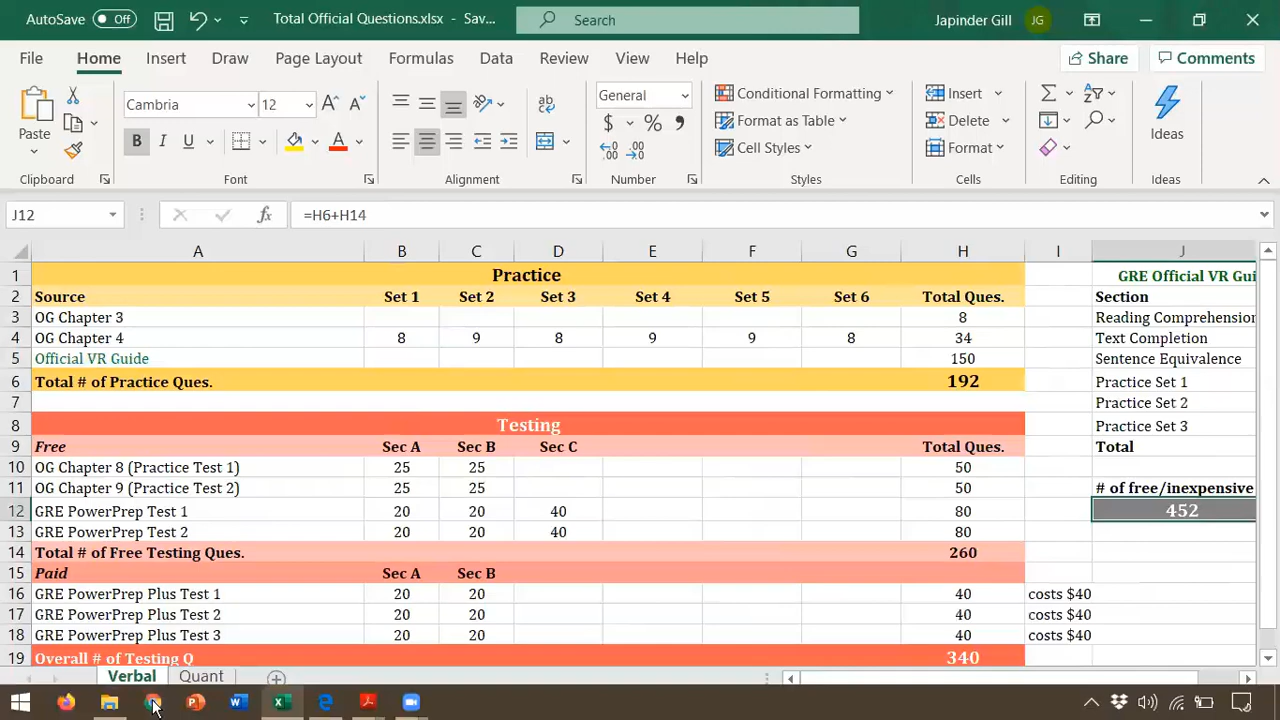 AutoSave Off Total Official Questions.xlsx - Sav... Search Japinder Gill JG
File Home Insert Draw Page Layout Formulas Data Review View Help Share Comments
Paste Cambria 12 General Conditional Formatting Insert Ideas
B I U A $ % Format as Table Delete
Cell Styles Format
Clipboard Font Alignment Number Styles Cells Editing Ideas
J12 fx =H6+H14
A B C D E F G H I J
1 Practice GRE Official VR Gui
2 Source Set 1 Set 2 Set 3 Set 4 Set 5 Set 6 Total Ques. Section
3 OG Chapter 3 8 Reading Comprehension
4 OG Chapter 4 8 9 8 9 9 8 34 Text Completion
5 Official VR Guide 150 Sentence Equivalence
6 Total # of Practice Ques. 192 Practice Set 1
7 Practice Set 2
8 Testing Practice Set 3
9 Free Sec A Sec B Sec C Total Ques. Total
10 OG Chapter 8 (Practice Test 1) 25 25 50
11 OG Chapter 9 (Practice Test 2) 25 25 50 # of free/inexpensive
12 GRE PowerPrep Test 1 20 20 40 80 452
13 GRE PowerPrep Test 2 20 20 40 80
14 Total # of Free Testing Ques. 260
15 Paid Sec A Sec B
16 GRE PowerPrep Plus Test 1 20 20 40 costs $40
17 GRE PowerPrep Plus Test 2 20 20 40 costs $40
18 GRE PowerPrep Plus Test 3 20 20 40 costs $40
19 Overall # of Testing Q 340
Verbal Quant